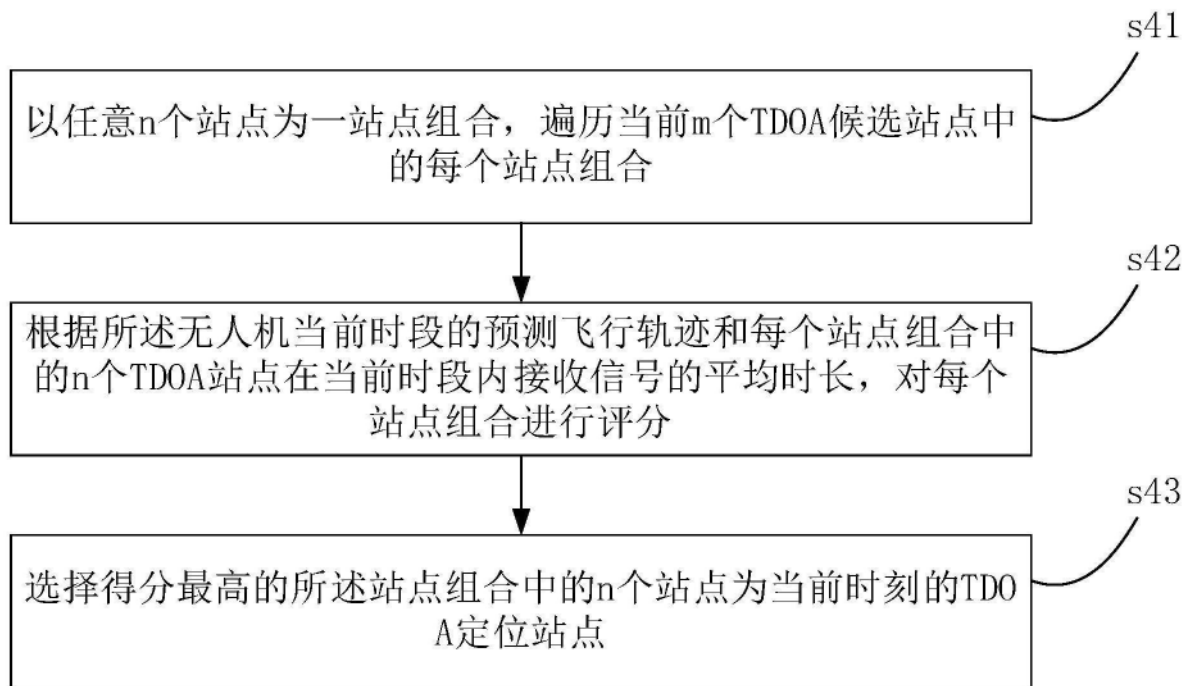 s41
以任意n个站点为一站点组合，遍历当前m个TDOA候选站点中
的每个站点组合
s42
根据所述无人机当前时段的预测飞行轨迹和每个站点组合中
的n个TDOA站点在当前时段内接收信号的平均时长，对每个
站点组合进行评分
s43
选择得分最高的所述站点组合中的n个站点为当前时刻的TDO
A定位站点